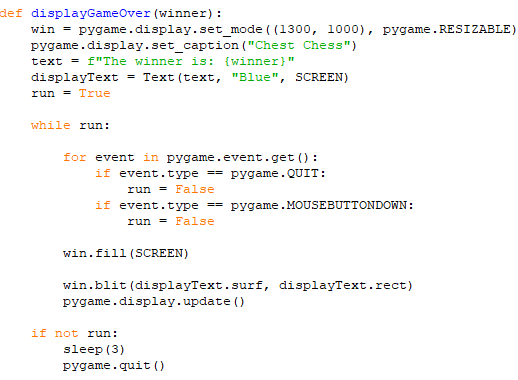 def displayGameOver(winner):
    win = pygame.display.set_mode((1300, 1000), pygame.RESIZABLE)
    pygame.display.set_caption("Chest Chess")
    text = f"The winner is: {winner}"
    displayText = Text(text, "Blue", SCREEN)
    run = True

    while run:

        for event in pygame.event.get():
            if event.type == pygame.QUIT:
                run = False
            if event.type == pygame.MOUSEBUTTONDOWN:
                run = False

        win.fill(SCREEN)

        win.blit(displayText.surf, displayText.rect)
        pygame.display.update()

    if not run:
        sleep(3)
        pygame.quit()